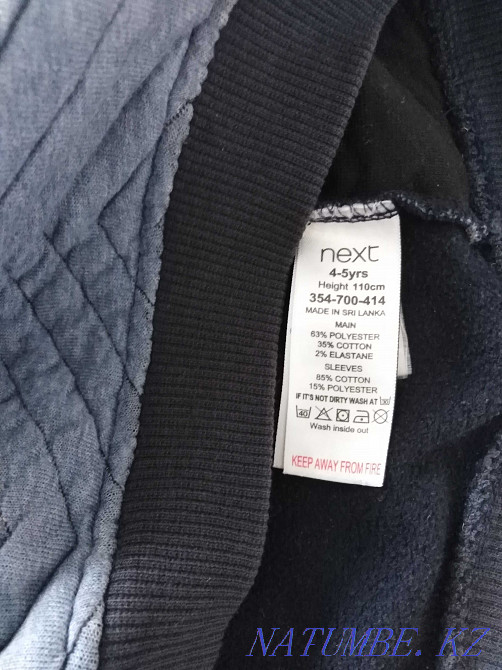 next
4-5yrs
Height 110cm
354-700-414
MADE IN SRI LANKA
MAIN
63% POLYESTER
35% COTTON
2% ELASTANE
SLEEVES
85% COTTON
15% POLYESTER
IF IT'S NOT DIRTY WASH AT 30
40
Wash inside out
KEEP AWAY FROM FIRE
NATUMBE.KZ